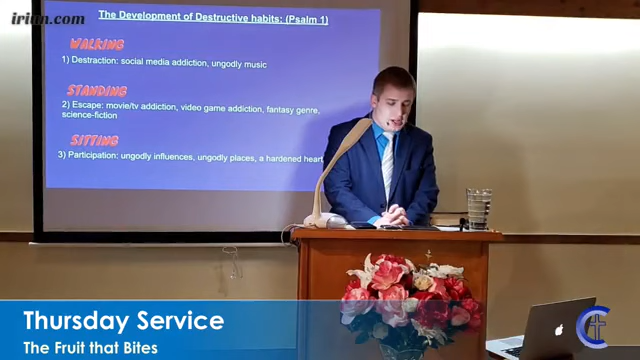 irinn.com
The Development of Destructive habits: (Psalm 1)
WALKING
1) Destraction: social media addiction, ungodly music
STANDING
2) Escape: movie/tv addiction, video game addiction, fantasy genre,
science-fiction
SITTING
3) Participation: ungodly influences, ungodly places, a hardened heart
Thursday Service
The Fruit that Bites